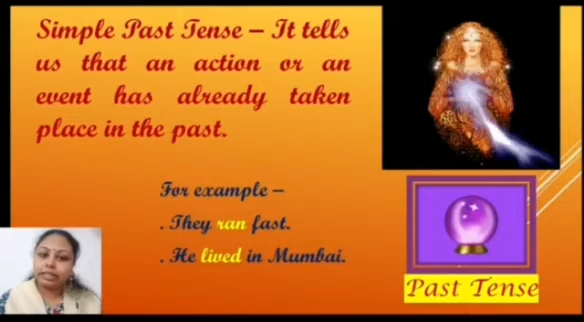 Simple Past Tense – It tells
us that an action or an
event has already taken
place in the past.
For example –
. They ran fast.
. He lived in Mumbai.
Past Tense